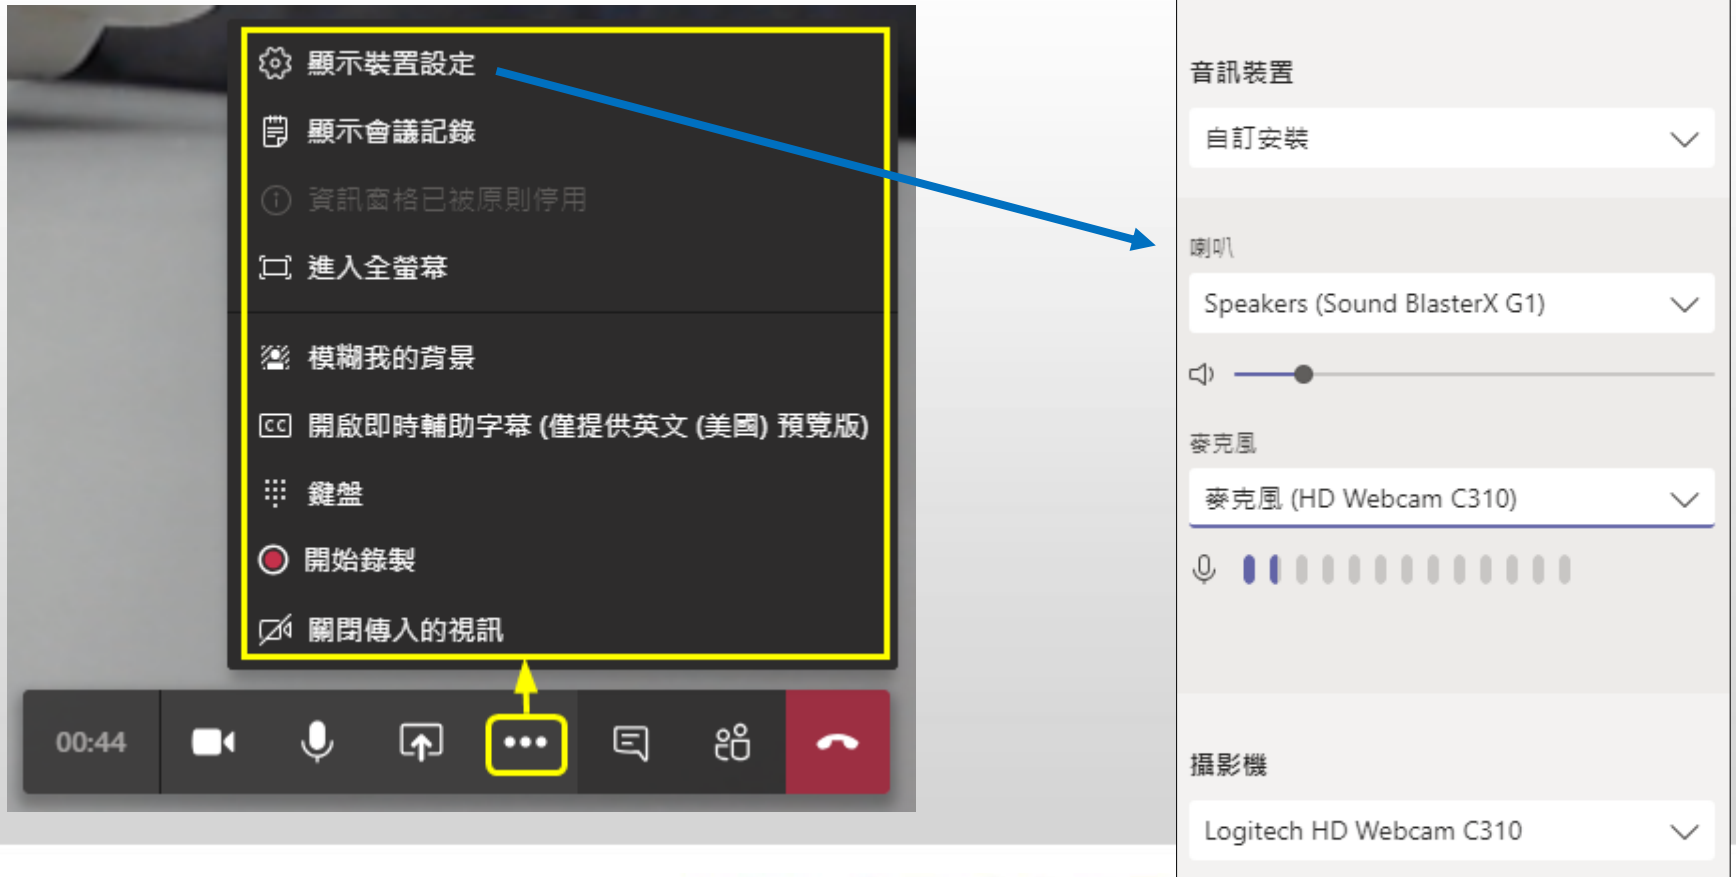 顯示裝置設定
顯示會議記錄
資訊窗格已被原則停用
進入全螢幕
模糊我的背景
開啟即時輔助字幕 (僅提供英文 (美國) 預覽版)
鍵盤
開始錄製
關閉傳入的視訊
00:44
音訊裝置
自訂安裝
喇叭
Speakers (Sound BlasterX G1)
麥克風
麥克風 (HD Webcam C310)
攝影機
Logitech HD Webcam C310